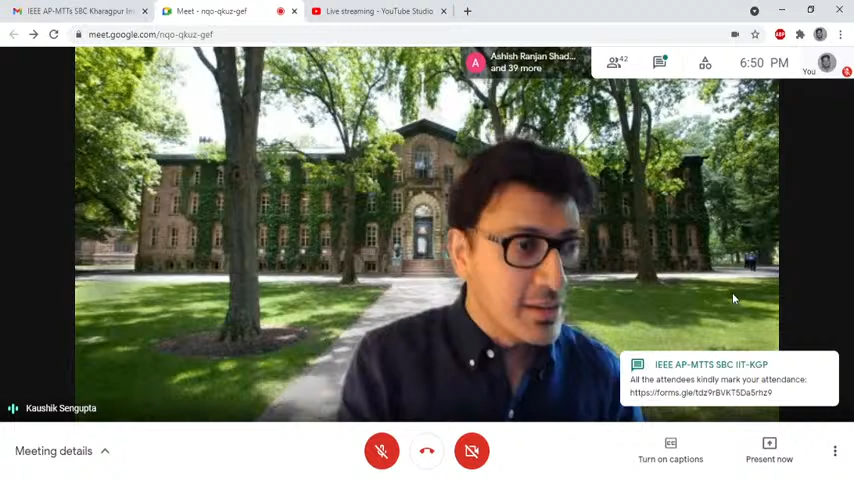 IEEE AP-MTTS SBC Kharagpur Inv
Meet - nqo-qkuz-gef
Live streaming - YouTube Studio
meet.google.com/nqo-qkuz-gef
ABP
A
Ashish Ranjan Shad...
and 39 more
42
6:50 PM
You
IEEE AP-MTTS SBC IIT-KGP
All the attendees kindly mark your attendance:
https://forms.gle/tdz9rBVKT5Da5rhz9
Kaushik Sengupta
Meeting details
Turn on captions
Present now